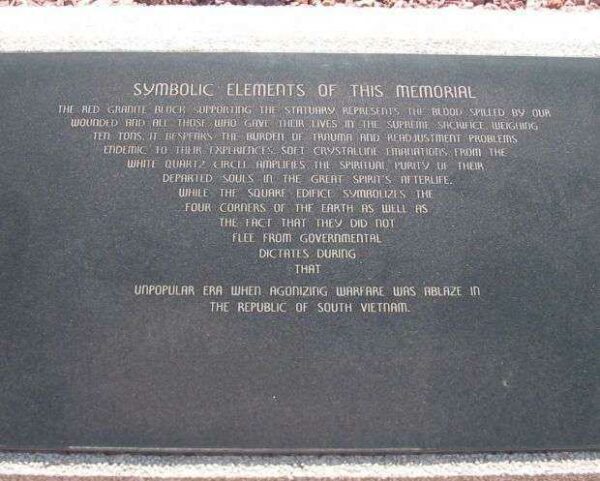 SYMBOLIC ELEMENTS OF THIS MEMORIAL
THE RED GRANITE BLOCK SUPPORTING THE STATUARY REPRESENTS THE BLOOD SPILLED BY OUR
WOUNDED AND ALL THOSE WHO GAVE THEIR LIVES IN THE SUPREME SACRIFICE. WEIGHING
TEN TONS, IT BESPEAKS THE BURDEN OF TRAUMA AND READJUSTMENT PROBLEMS
ENDEMIC TO THEIR EXPERIENCES. SOFT CRYSTALLINE EMANATIONS FROM THE
WHITE QUARTZ CIRCLE AMPLIFIES THE SPIRITUAL PURITY OF THEIR
DEPARTED SOULS IN THE GREAT SPIRIT'S AFTERLIFE.
WHILE THE SQUARE EDIFICE SYMBOLIZES THE
FOUR CORNERS OF THE EARTH AS WELL AS
THE FACT THAT THEY DID NOT
FLEE FROM GOVERNMENTAL
DICTATES DURING
THAT
UNPOPULAR ERA WHEN AGONIZING WARFARE WAS ABLAZE IN
THE REPUBLIC OF SOUTH VIETNAM.